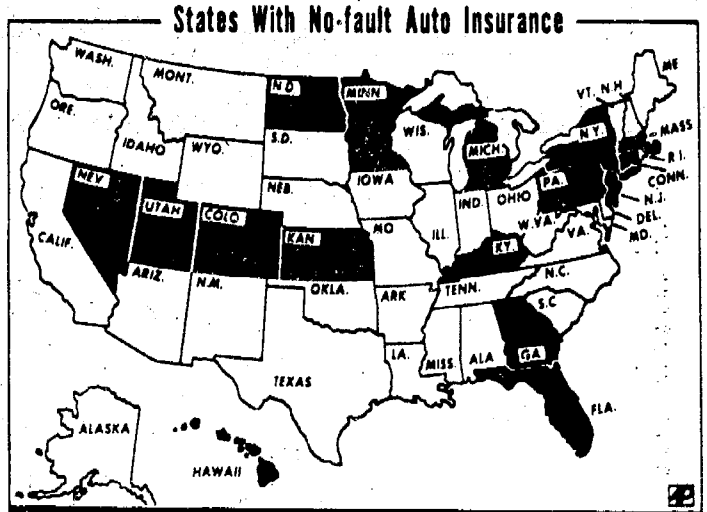 States With No-fault Auto Insurance
WASH.
MONT.
N.D.
MINN
ME
VT.
N.H
ORE.
IDAHO
WYO.
S.D.
WIS.
MICH.
N.Y.
MASS
R I.
CONN.
NEV.
UTAH
COLO.
NEB.
KAN
IOWA
MO
ILL.
IND.
OHIO
PA.
N.J.
DEL.
MD.
W.VA.
VA.
KY.
CALIF.
ARIZ.
N.M.
OKLA.
ARK
TENN.
N.C.
S.C
TEXAS
LA.
MISS.
ALA
GA
FLA.
ALASKA
HAWAII
AP